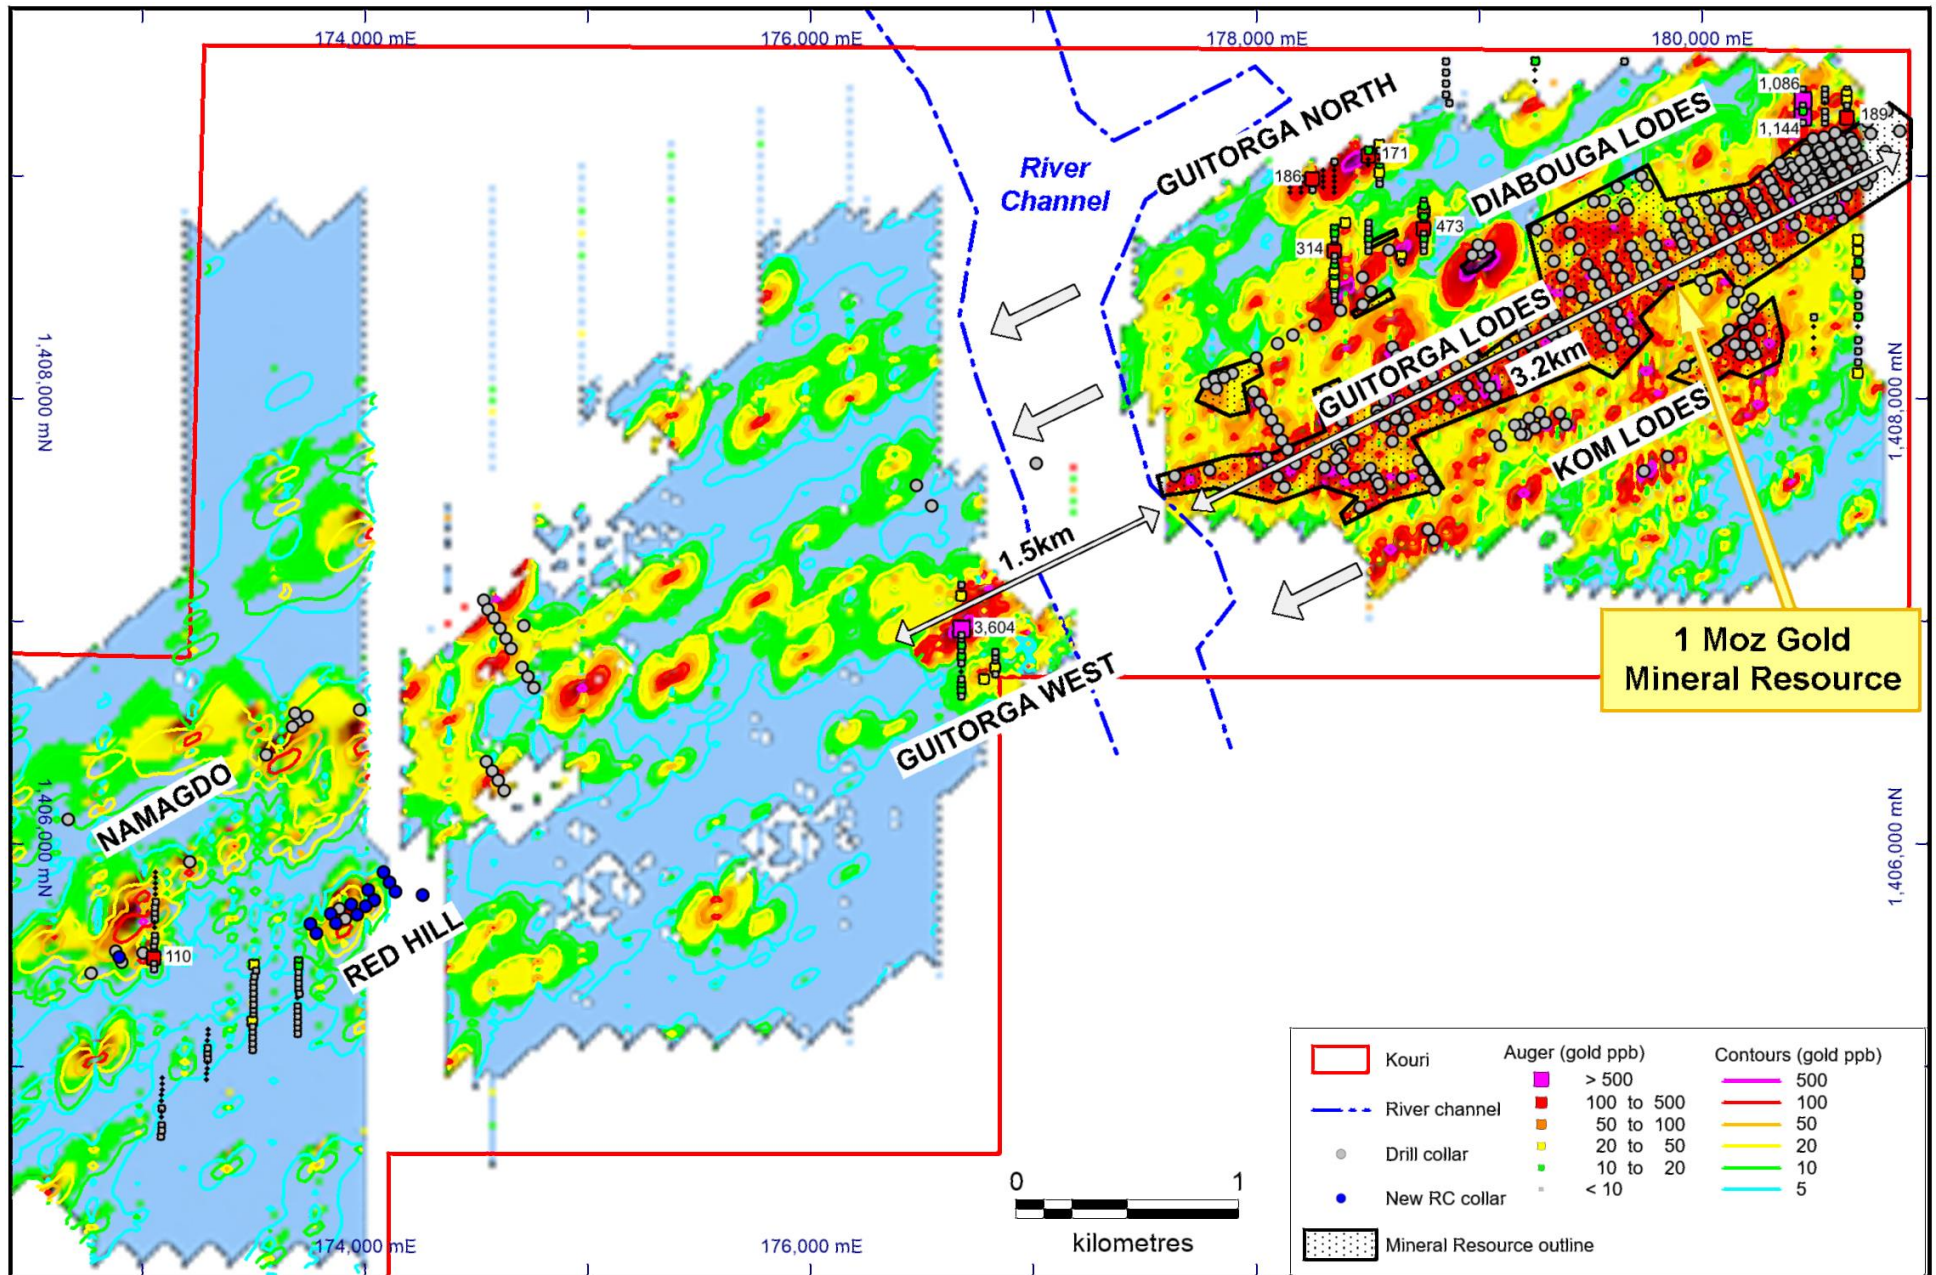 174,000 mE
176,000 mE
178,000 mE
180,000 mE
River
Channel
GUITORGA NORTH
DIABOUGA LODES
1,086
1,144
189
171
186
473
314
GUITORGA LODES
3.2km
KOM LODES
1,408,000 mN
1,408,000 mN
1.5km
3,604
GUITORGA WEST
1 Moz Gold
Mineral Resource
NAMAGDO
1,406,000 mN
1,406,000 mN
RED HILL
110
Kouri
River channel
Drill collar
New RC collar
Mineral Resource outline
Auger (gold ppb)
> 500
100 to 500
50 to 100
20 to 50
10 to 20
< 10
Contours (gold ppb)
500
100
50
20
10
5
0 1
kilometres
174,000 mE
176,000 mE